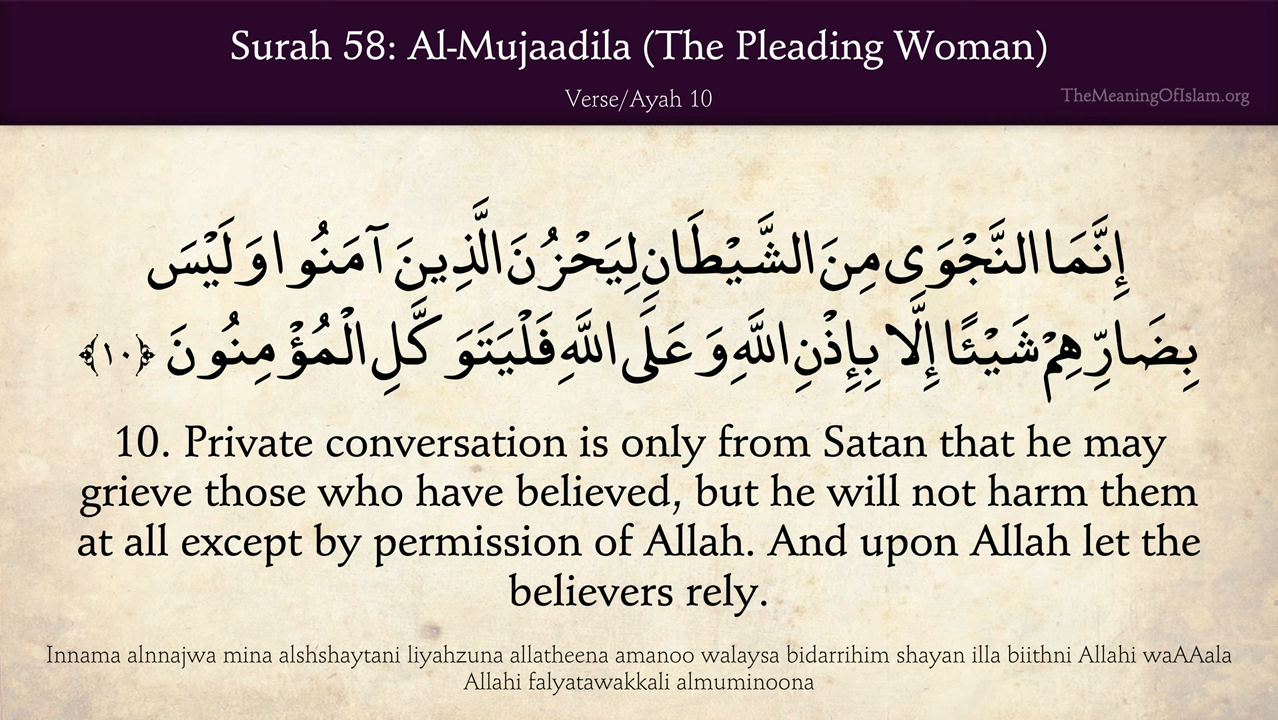 Surah 58: Al-Mujaadila (The Pleading Woman)
Verse/Ayah 10
TheMeaningOfIslam.org
إِنَّمَا النَّجْوَى مِنَ الشَّيْطَانِ لِيَحْزُنَ الَّذِينَ آمَنُوا وَلَيْسَ
بِضَارِّهِمْ شَيْئًا إِلَّا بِإِذْنِ اللَّهِ وَعَلَى اللَّهِ فَلْيَتَوَكَّلِ الْمُؤْمِنُونَ ﴿١٠﴾
10. Private conversation is only from Satan that he may
grieve those who have believed, but he will not harm them
at all except by permission of Allah. And upon Allah let the
believers rely.
Innama alnnajwa mina alshshaytani liyahzuna allatheena amanoo walaysa bidarrihim shayan illa biithni Allahi waAAala
Allahi falyatawakkali almuminoona